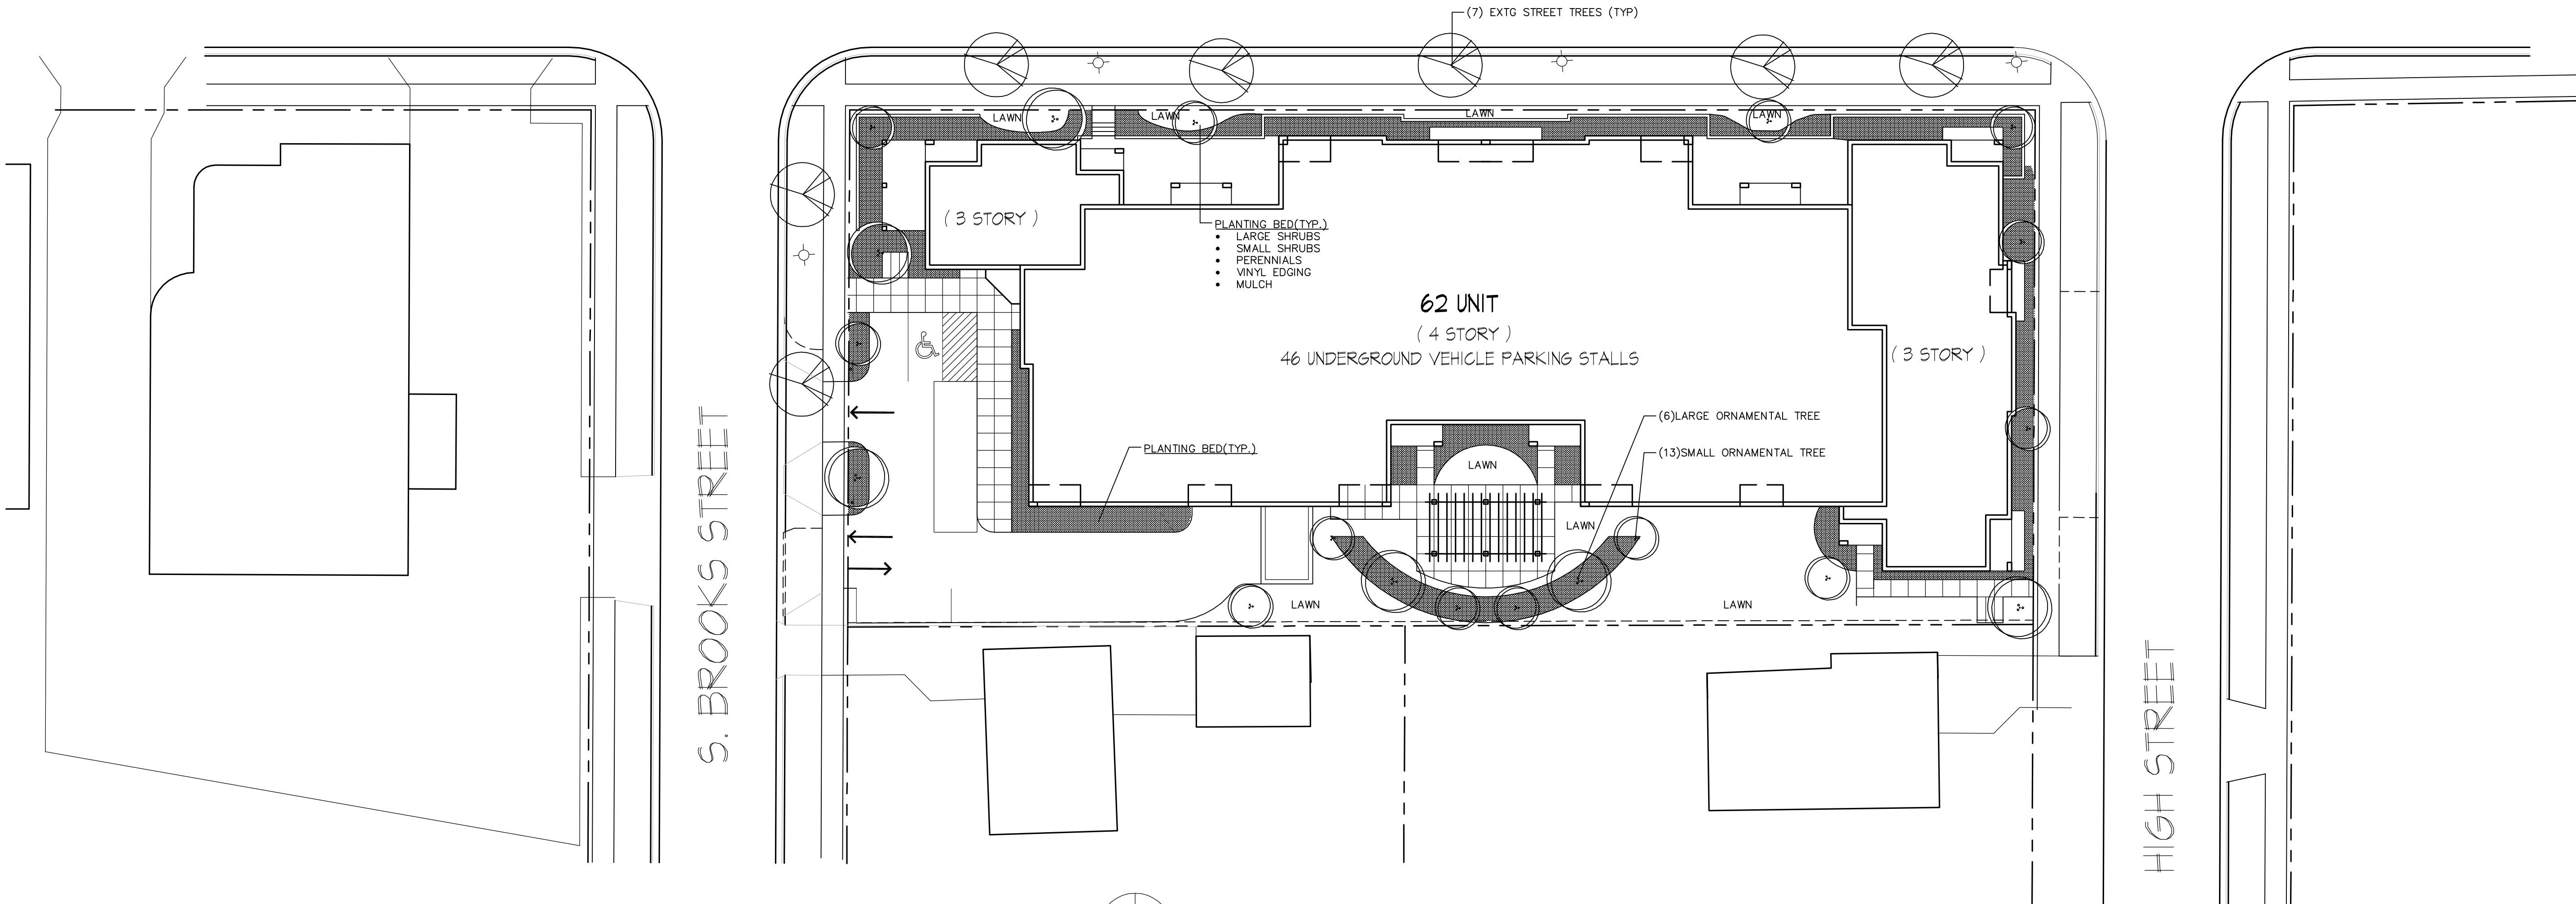 (7) EXTG STREET TREES (TYP)
LAWN
LAWN
LAWN
LAWN
( 3 STORY )
PLANTING BED(TYP.)
• LARGE SHRUBS
• SMALL SHRUBS
• PERENNIALS
• VINYL EDGING
• MULCH
62 UNIT
( 4 STORY )
46 UNDERGROUND VEHICLE PARKING STALLS
( 3 STORY )
(6)LARGE ORNAMENTAL TREE
(13)SMALL ORNAMENTAL TREE
PLANTING BED(TYP.)
LAWN
LAWN
LAWN
LAWN
S. BROOKS STREET
HIGH STREET